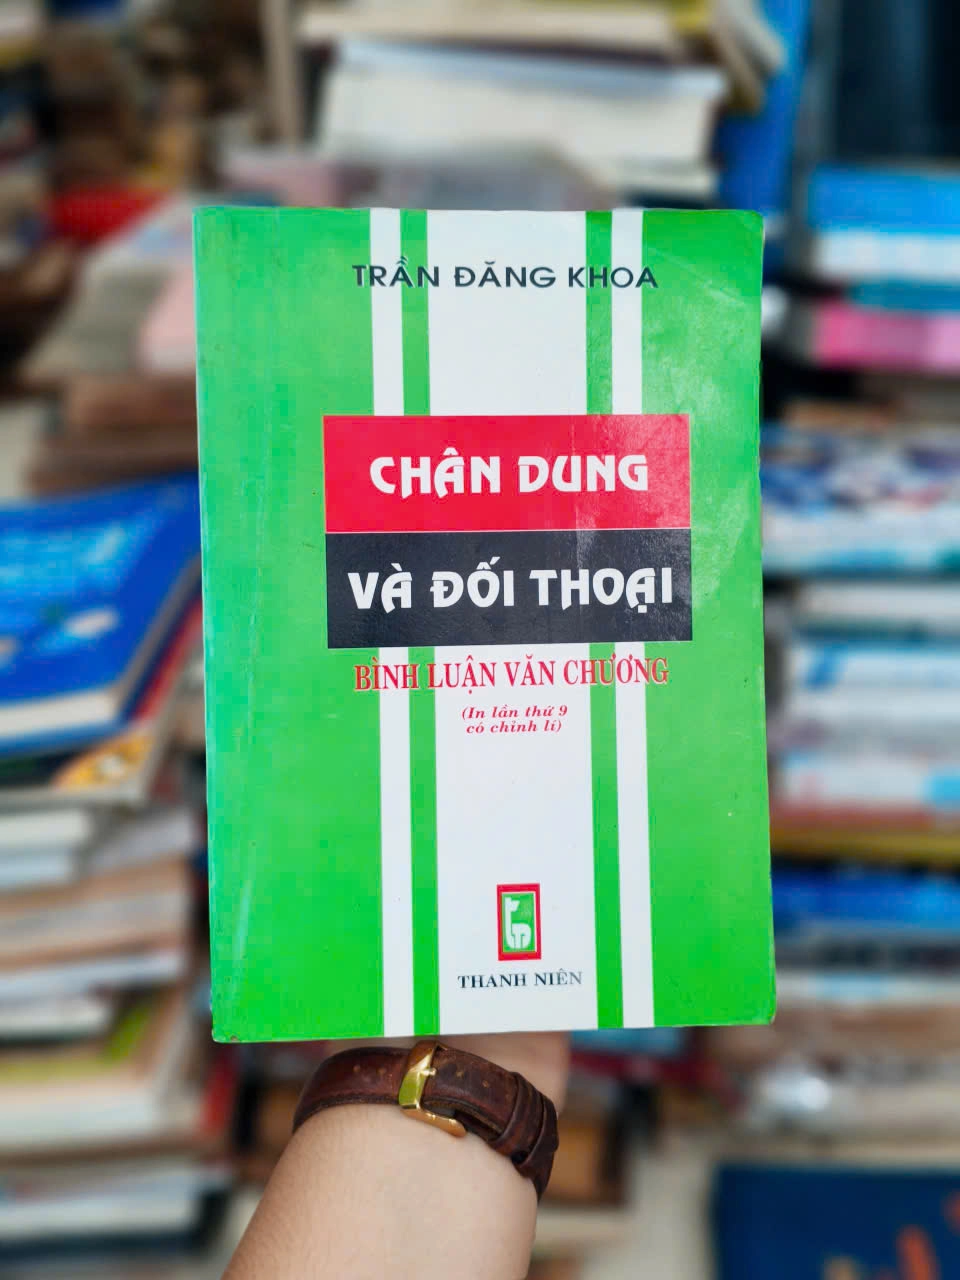 TRẦN ĐĂNG KHOA
CHÂN DUNG
VÀ ĐỐI THOẠI
BÌNH LUẬN VĂN CHƯƠNG
(In lần thứ 9
có chỉnh lí)
THANH NIÊN